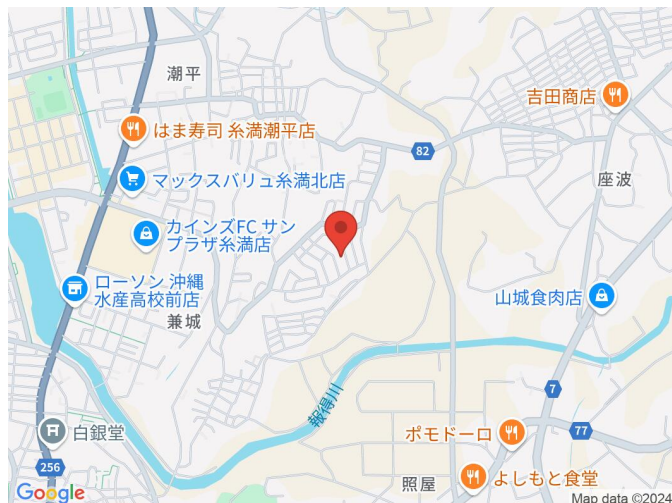 潮平
吉田商店
はま寿司 糸満潮平店
82
マックスバリュ糸満北店
座波
カインズFC サン
プラザ糸満店
ローソン 沖縄
水産高校前店
山城食肉店
兼城
報得川
7
白銀堂
ポモドーロ
77
256
照屋
よしもと食堂
Google
Map data ©2024